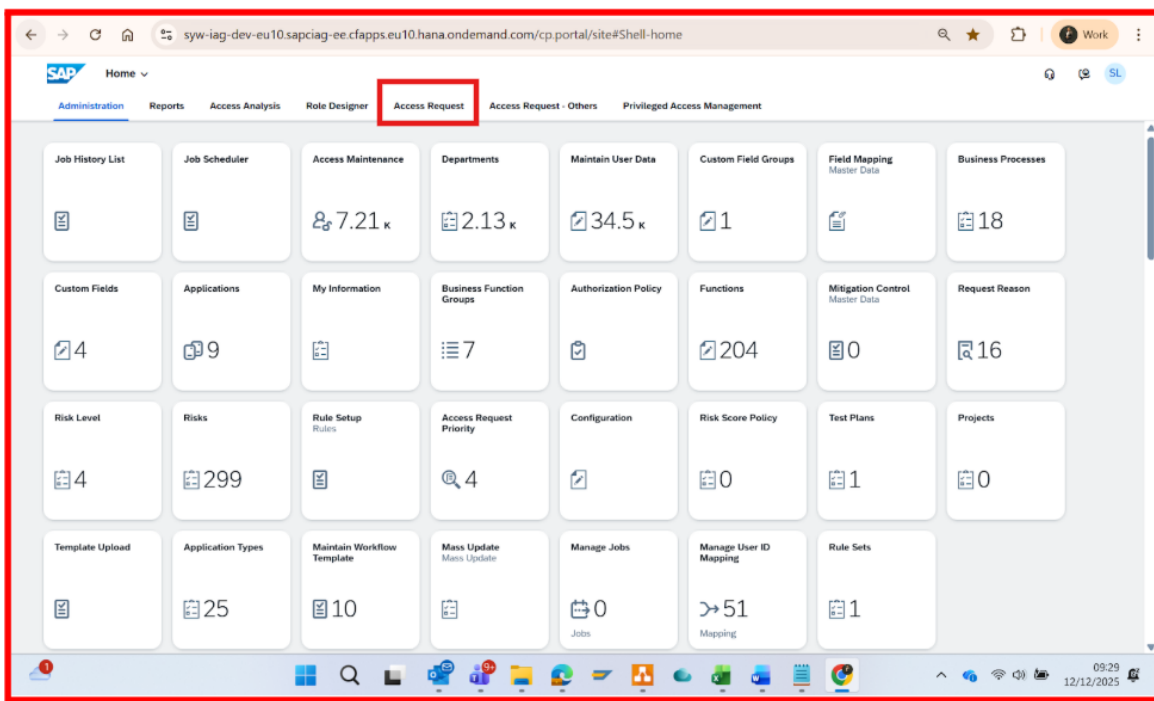 syw-iag-dev-eu10.sapciag-ee.cfapps.eu10.hana.ondemand.com/cp.portal/site#Shell-home
Work
SAP Home SL
Administration Reports Access Analysis Role Designer Access Request Access Request - Others Privileged Access Management
Job History List Job Scheduler Access Maintenance Departments Maintain User Data Custom Field Groups Field Mapping Business Processes
Master Data
7.21 K 2.13 K 34.5 K 1 18
Custom Fields Applications My Information Business Function Groups Authorization Policy Functions Mitigation Control Request Reason
Master Data
4 9 7 204 0 16
Risk Level Risks Rule Setup Access Request Priority Configuration Risk Score Policy Test Plans Projects
Rules
4 299 4 0 1 0
Template Upload Application Types Maintain Workflow Template Mass Update Manage Jobs Manage User ID Mapping Rule Sets
Mass Update
25 10 0 51 1
Jobs Mapping
1 9+ 09:29
12/12/2025